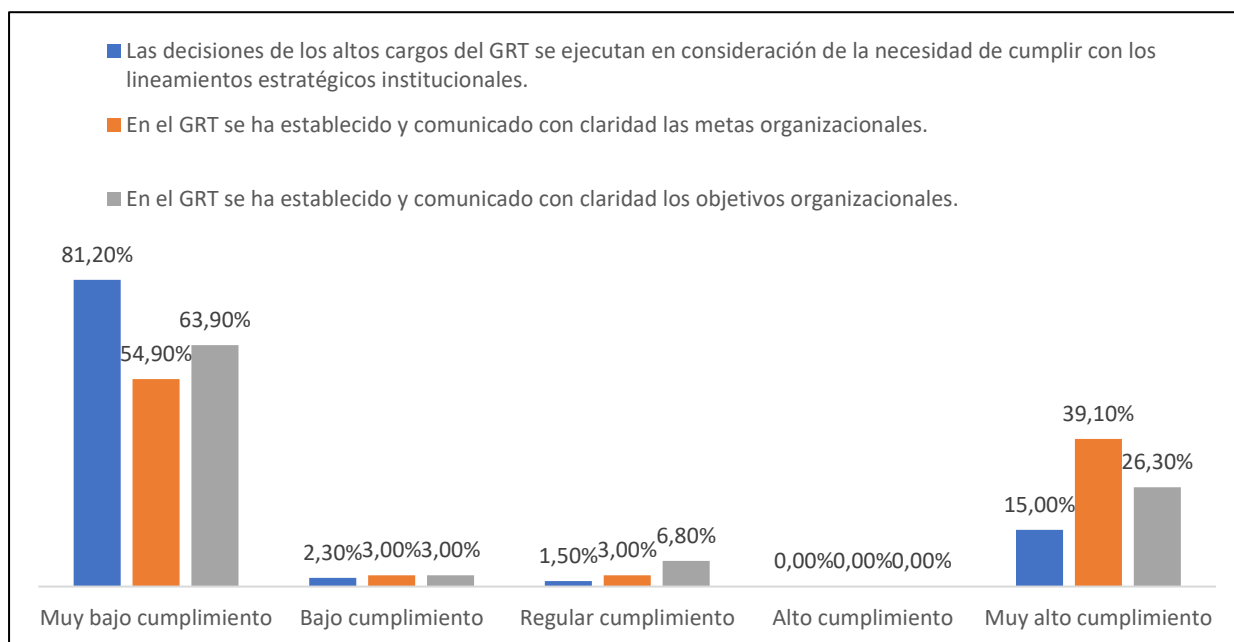 Las decisiones de los altos cargos del GRT se ejecutan en consideración de la necesidad de cumplir con los
lineamientos estratégicos institucionales.
En el GRT se ha establecido y comunicado con claridad las metas organizacionales.
En el GRT se ha establecido y comunicado con claridad los objetivos organizacionales.
81,20%
54,90%
63,90%
2,30%
3,00%
3,00%
1,50%
3,00%
6,80%
0,00%
0,00%
0,00%
15,00%
39,10%
26,30%
Muy bajo cumplimiento
Bajo cumplimiento
Regular cumplimiento
Alto cumplimiento
Muy alto cumplimiento